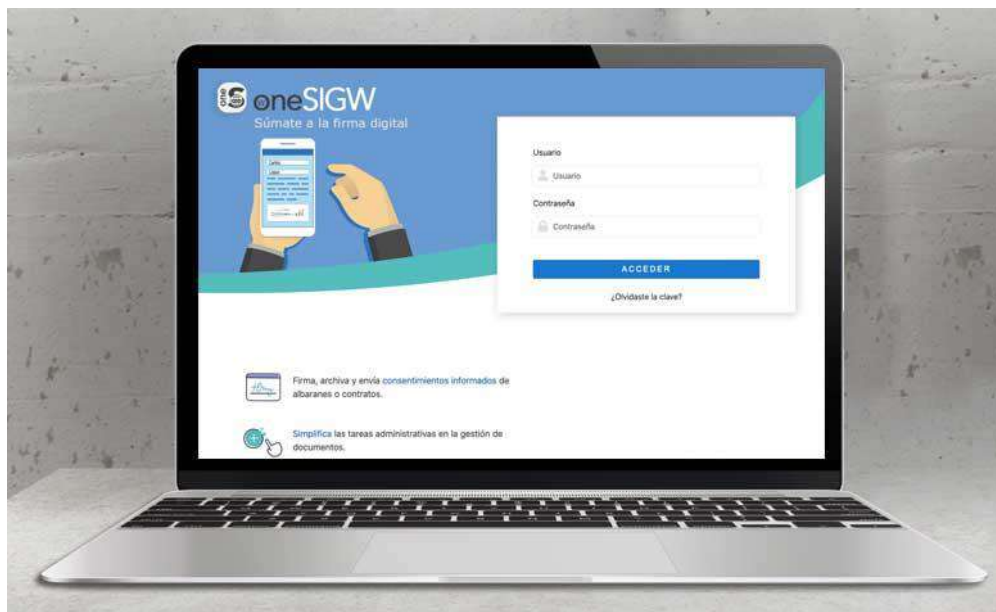 one
oneSIGW
Súmate a la firma digital
Usuario
Usuario
Contraseña
Contraseña
ACCEDER
¿Olvidaste la clave?
Firma, archiva y envía consentimientos informados de
albaranes o contratos.
Simplifica las tareas administrativas en la gestión de
documentos.